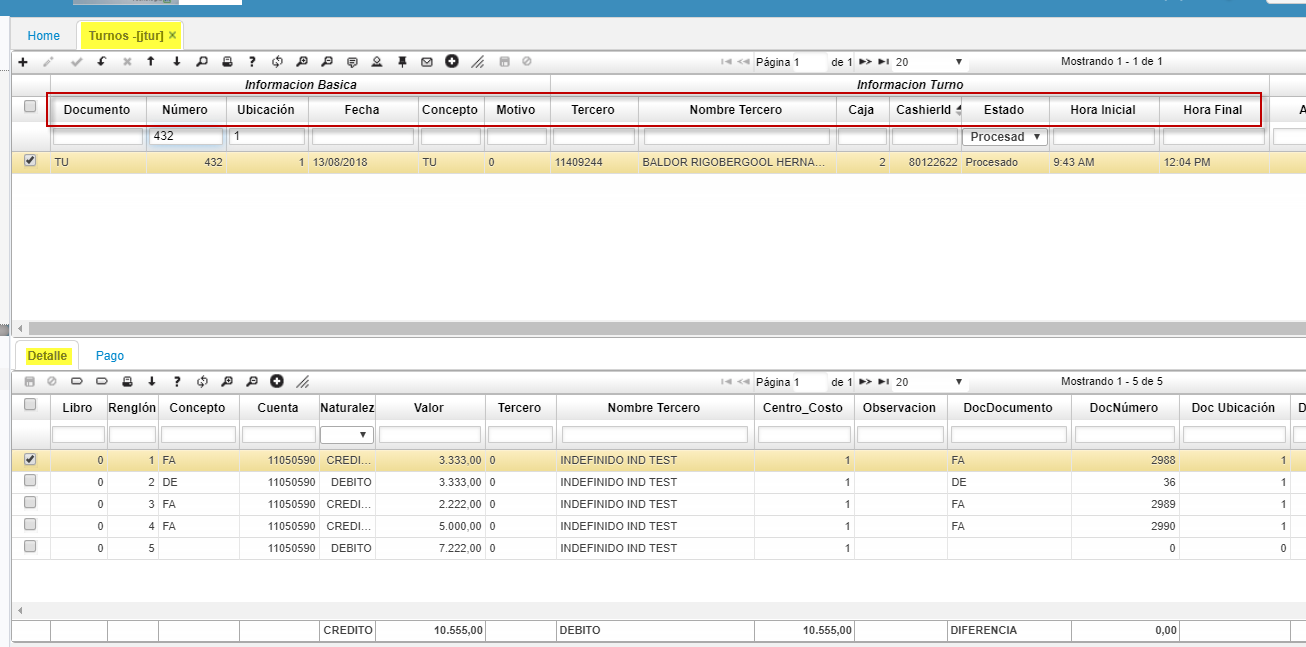 Home Turnos -[jtur] ×
Página 1 de 1 20 Mostrando 1 - 1 de 1
Informacion Basica Informacion Turno
Documento Número Ubicación Fecha Concepto Motivo Tercero Nombre Tercero Caja CashierId Estado Hora Inicial Hora Final A
432 1 Procesad
TU 432 1 13/08/2018 TU 0 11409244 BALDOR RIGOBERGOOL HERNA... 2 80122622 Procesado 9:43 AM 12:04 PM
Detalle Pago
Página 1 de 1 20 Mostrando 1 - 5 de 5
Libro Renglón Concepto Cuenta Naturalez Valor Tercero Nombre Tercero Centro_Costo Observacion DocDocumento DocNúmero Doc Ubicación D
0 1 FA 11050590 CREDI... 3.333,00 0 INDEFINIDO IND TEST 1 FA 2988 1
0 2 DE 11050590 DEBITO 3.333,00 0 INDEFINIDO IND TEST 1 DE 36 1
0 3 FA 11050590 CREDI... 2.222,00 0 INDEFINIDO IND TEST 1 FA 2989 1
0 4 FA 11050590 CREDI... 5.000,00 0 INDEFINIDO IND TEST 1 FA 2990 1
0 5 11050590 DEBITO 7.222,00 0 INDEFINIDO IND TEST 1 0 0
CREDITO 10.555,00 DEBITO 10.555,00 DIFERENCIA 0,00